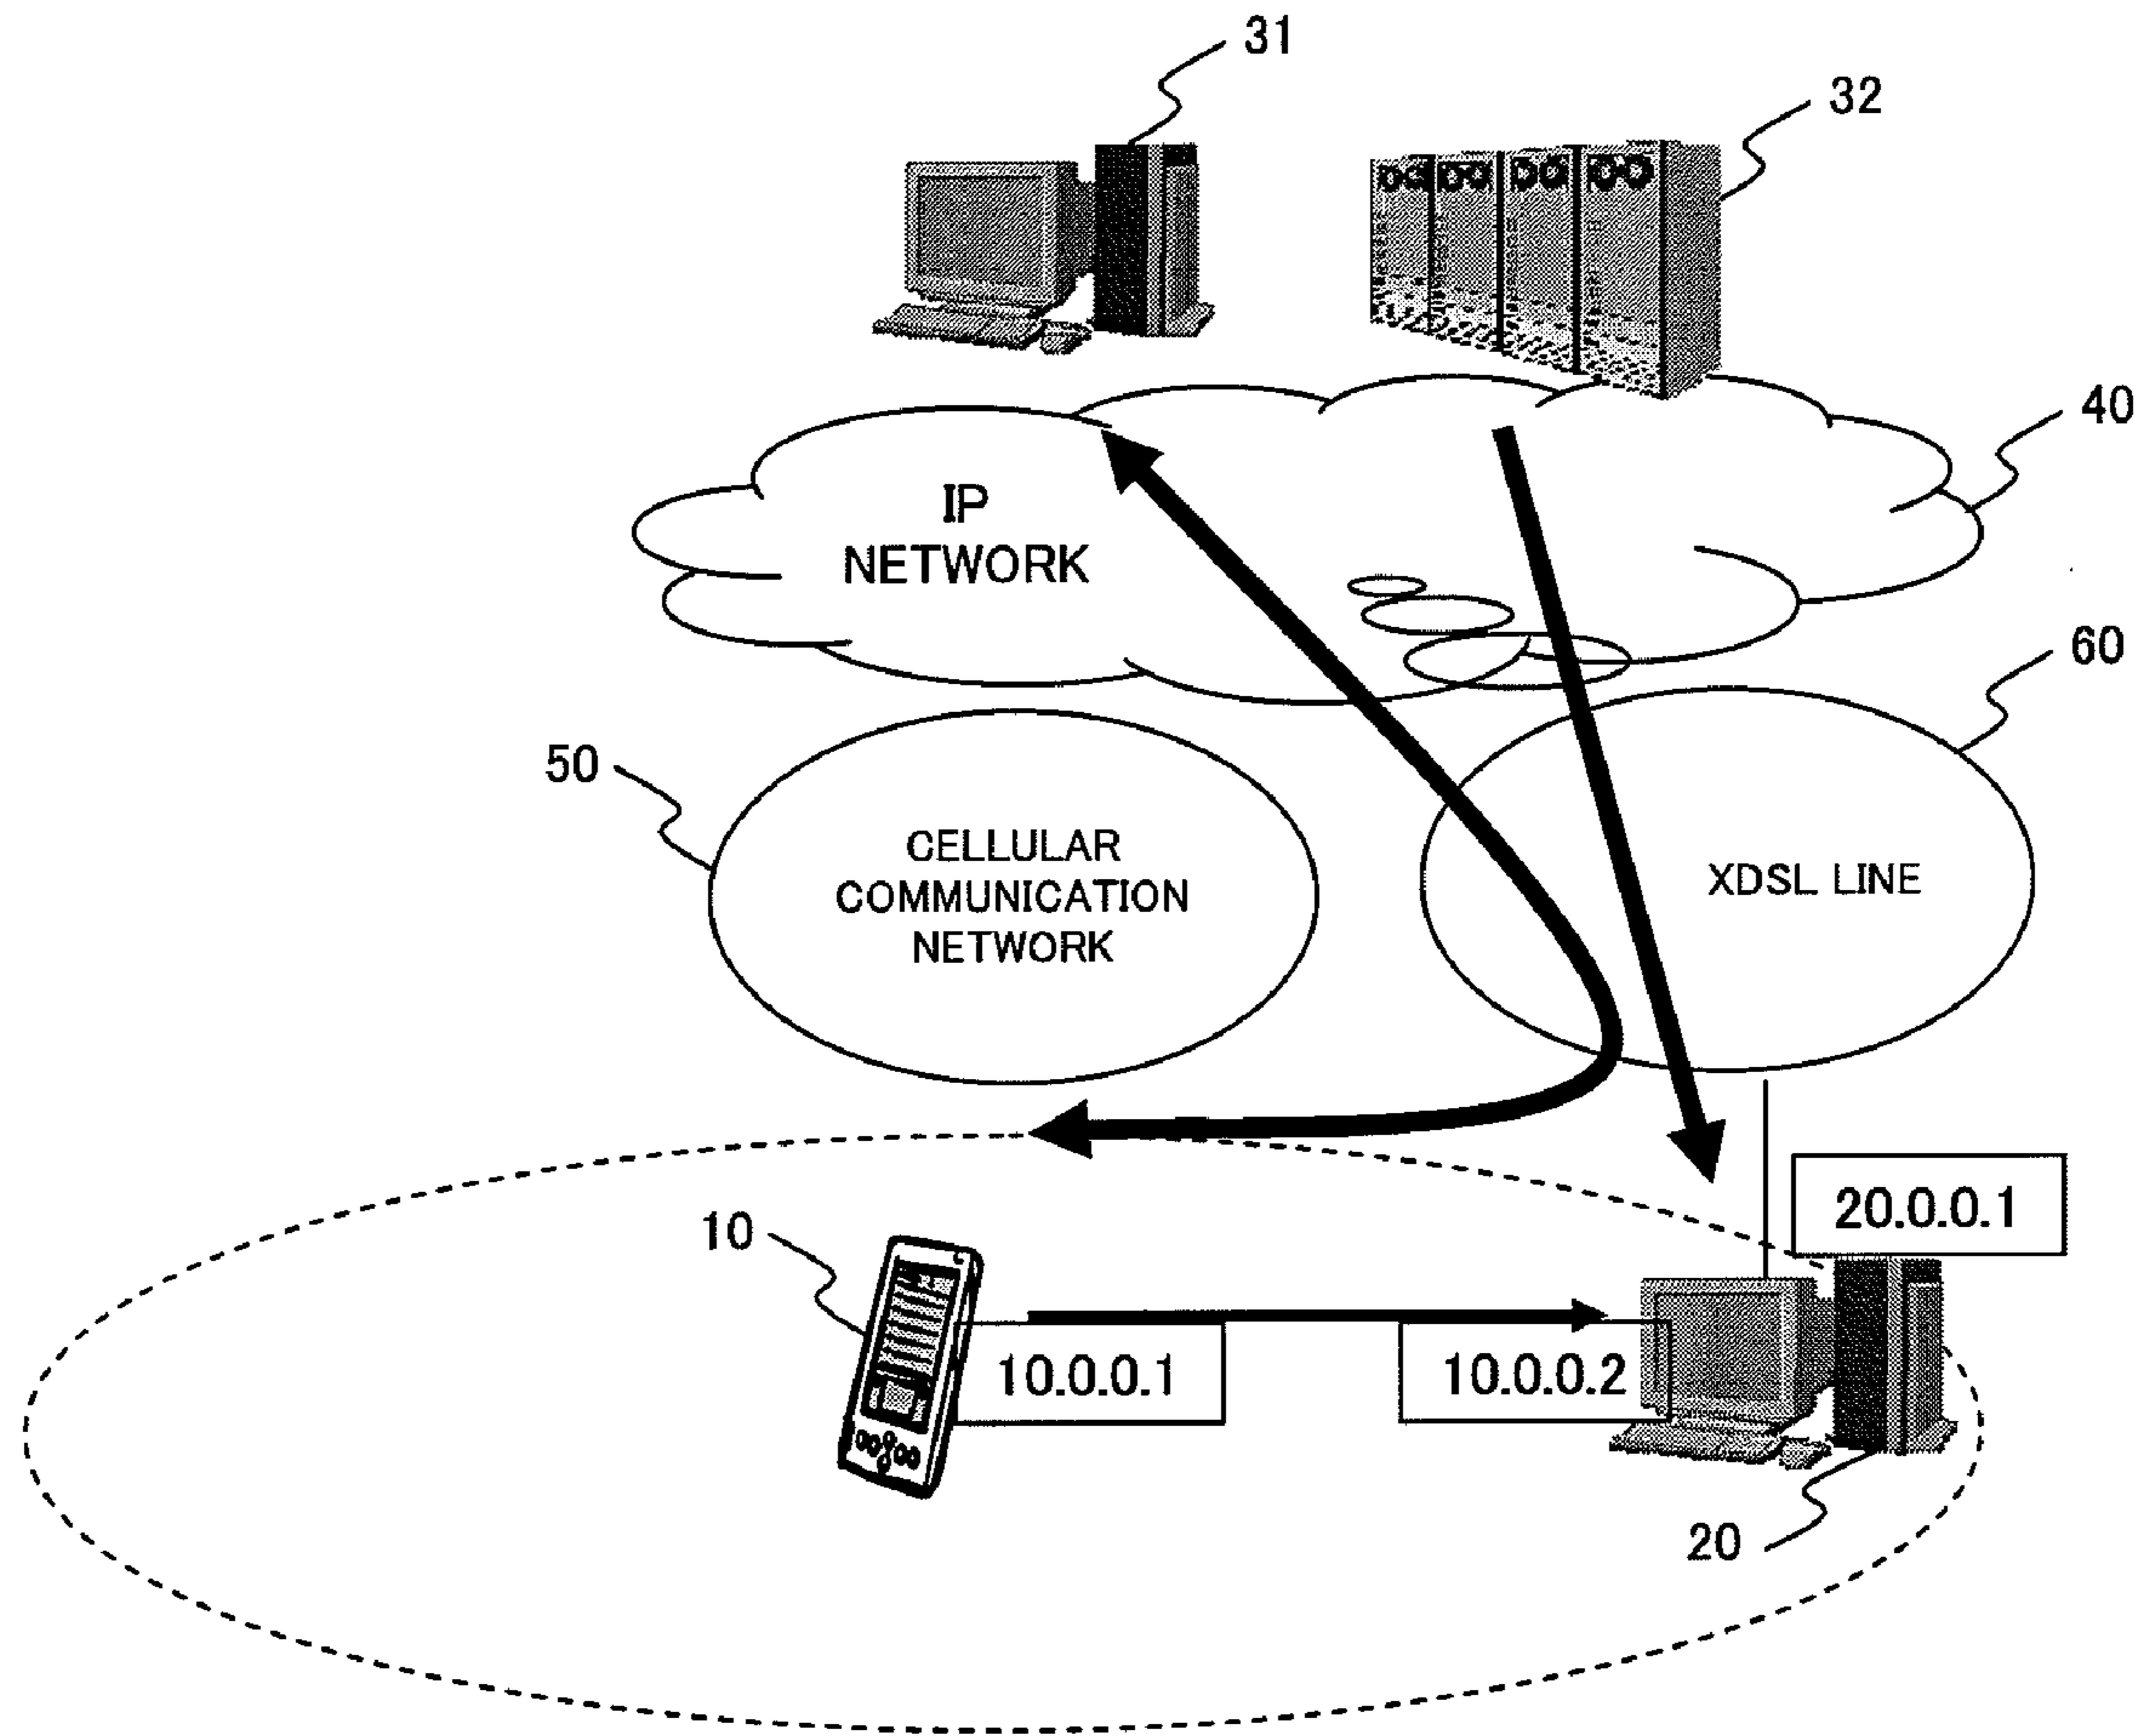 31
32
40
IP
NETWORK
60
50
CELLULAR
COMMUNICATION
NETWORK
XDSL LINE
10
20.0.0.1
10.0.0.1
10.0.0.2
20